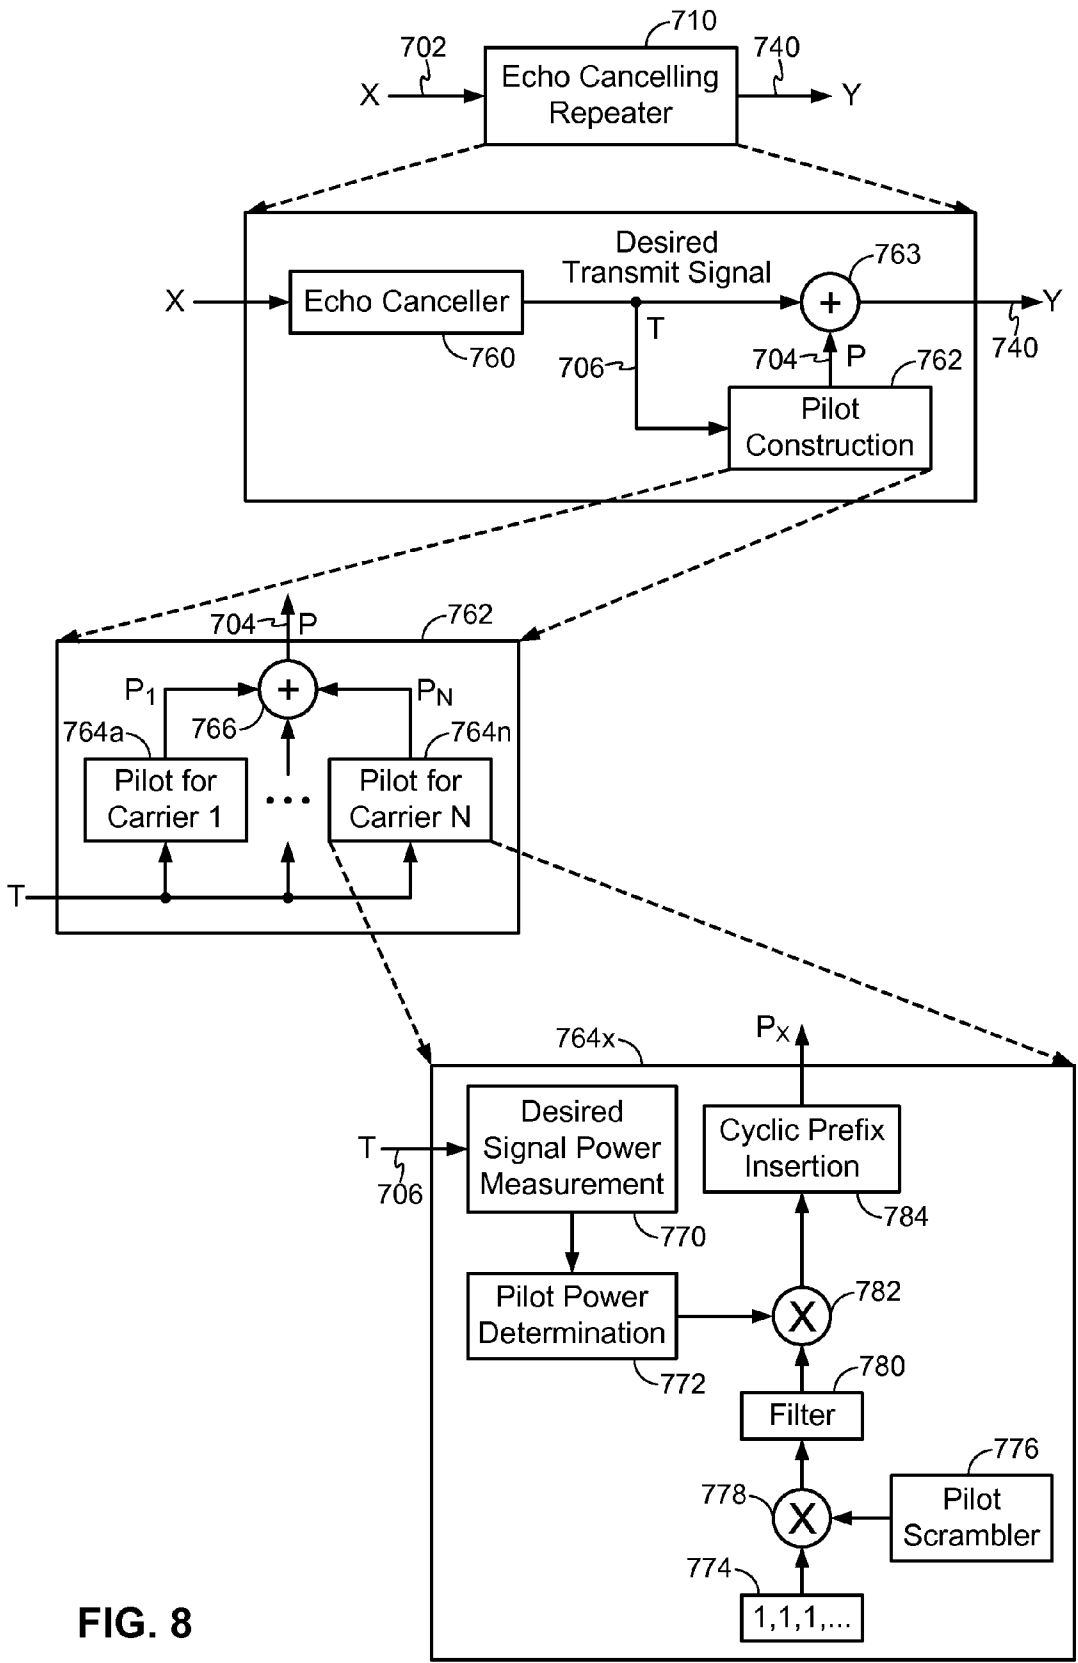 710
702
740
X
Echo Cancelling
Repeater
Y
Desired
Transmit Signal
763
X
Echo Canceller
+
Y
760
T
706
704
P
762
740
Pilot
Construction
704
P
762
P1
+
PN
764a
766
764n
Pilot for
Carrier 1
...
Pilot for
Carrier N
T
764x
PX
T
706
Desired
Signal Power
Measurement
770
Cyclic Prefix
Insertion
784
Pilot Power
Determination
772
X
782
780
Filter
776
778
X
Pilot
Scrambler
774
1,1,1,...
FIG. 8